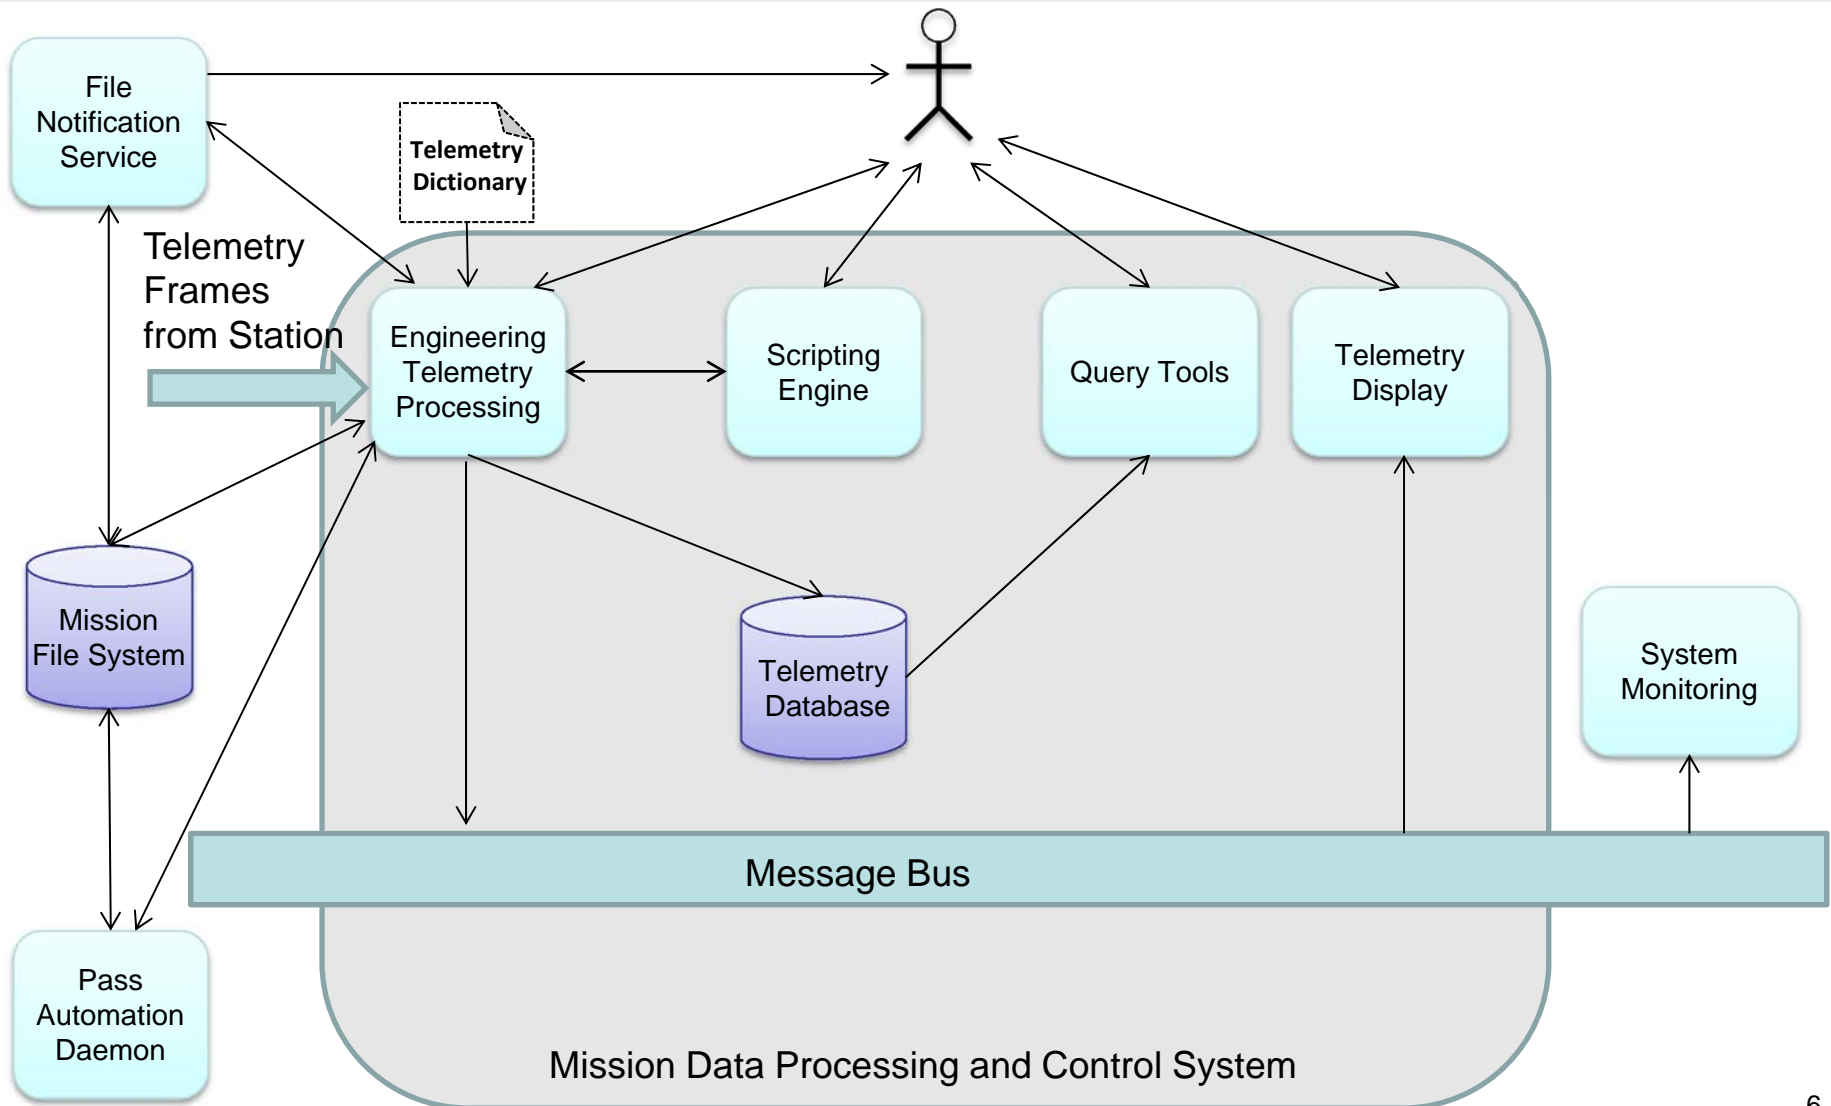 File
Notification
Service
Telemetry
Dictionary
Telemetry
Frames
from Station
Engineering
Telemetry
Processing
Scripting
Engine
Query Tools
Telemetry
Display
Mission
File System
Telemetry
Database
System
Monitoring
Message Bus
Pass
Automation
Daemon
Mission Data Processing and Control System
6